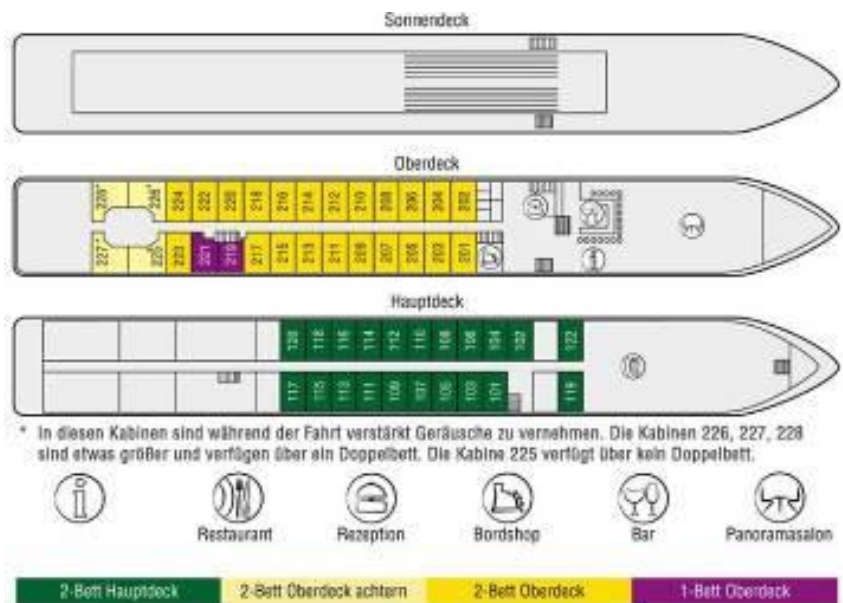 Sonnendeck
Oberdeck
228* 226* 224 222 220 218 216 214 212 210 208 206 204 202
227* 225* 223 221 219 217 215 213 211 209 207 205 203 201
Hauptdeck
120 118 116 114 112 110 108 106 104 102 122
117 115 113 111 109 107 105 103 101 119
* In diesen Kabinen sind während der Fahrt verstärkt Geräusche zu vernehmen. Die Kabinen 226, 227, 228
sind etwas größer und verfügen über ein Doppelbett. Die Kabine 225 verfügt über kein Doppelbett.
i
Restaurant Rezeption Bordshop Bar Panoramasalon
2-Bett Hauptdeck 2-Bett Oberdeck achtern 2-Bett Oberdeck 1-Bett Oberdeck